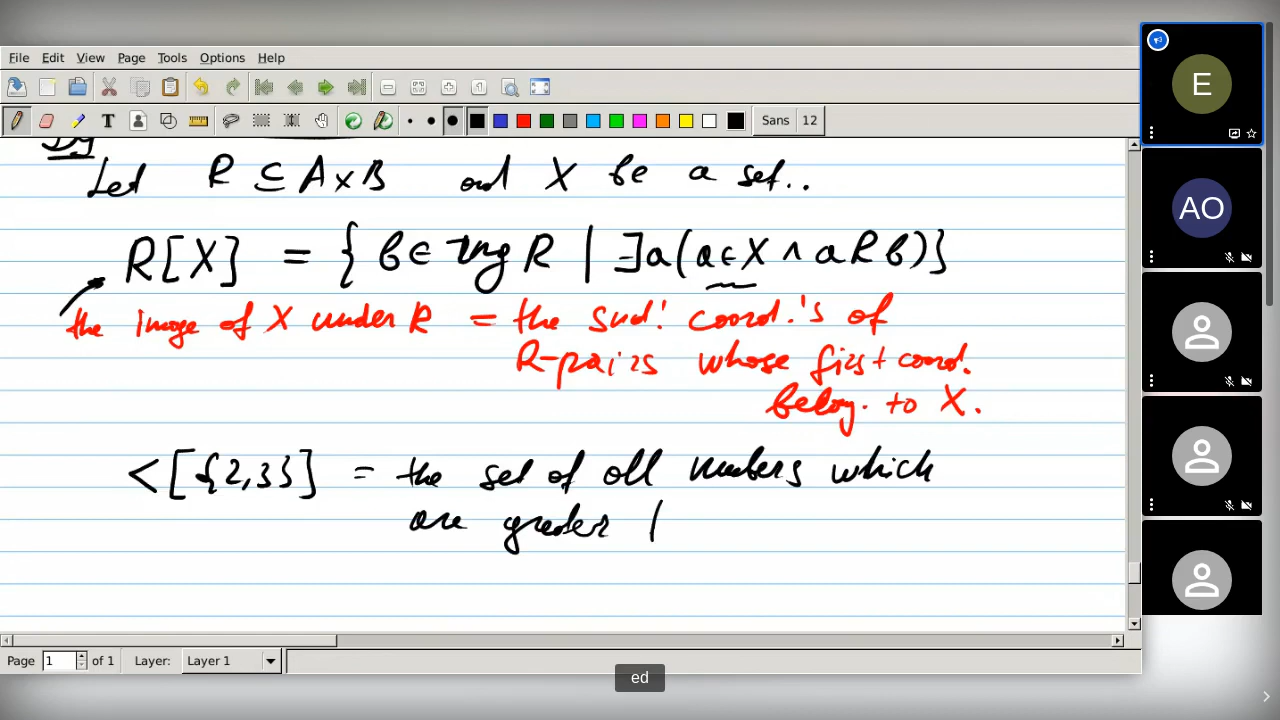 File Edit View Page Tools Options Help
Sans 12
Let R ⊆ A×B and X be a set..
R[X] = { b ∈ rng R | ∃a(a∈X ∧ aRb)}
the image of X under R = the snd! coord.'s of
R-pairs whose first coord.
belong. to X.
<[{2,3}] = the set of all numbers which
are greater
Page 1 of 1 Layer: Layer 1
ed
E
AO